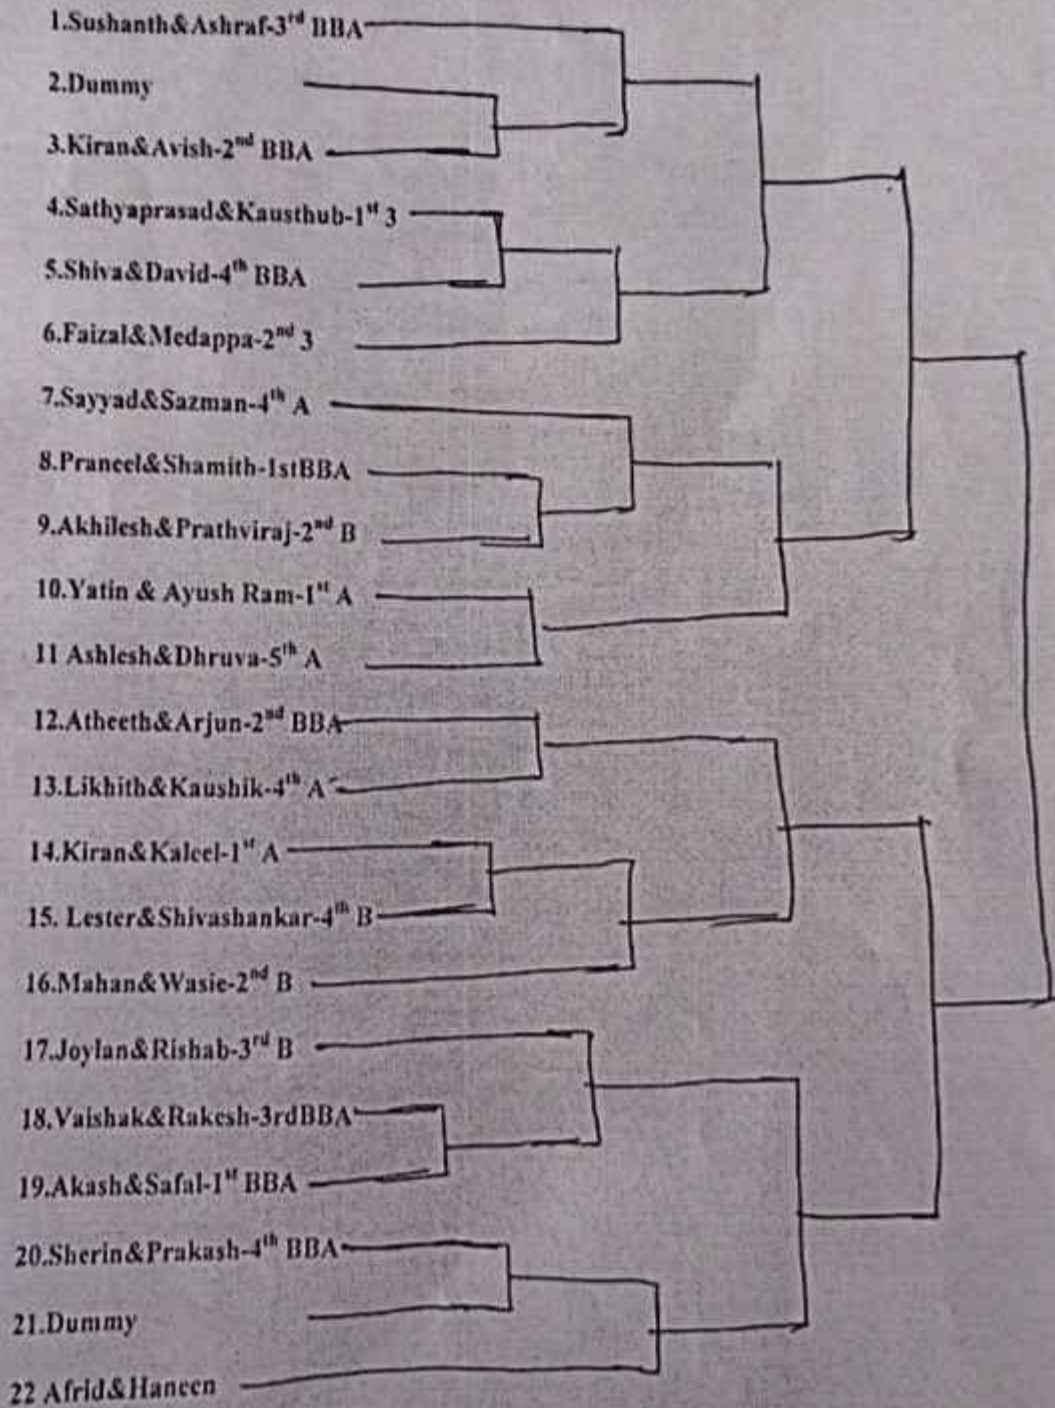 1.Sushanth&Ashraf-3rd BBA
2.Dummy
3.Kiran&Avish-2nd BBA
4.Sathyaprasad&Kausthub-1st 3
5.Shiva&David-4th BBA
6.Faizal&Medappa-2nd 3
7.Sayyad&Sazman-4th A
8.Praneel&Shamith-1stBBA
9.Akhilesh&Prathviraj-2nd B
10.Yatin & Ayush Ram-1st A
11 Ashlesh&Dhruva-5th A
12.Atheeth&Arjun-2nd BBA
13.Likhith&Kaushik-4th A
14.Kiran&Kaleel-1st A
15. Lester&Shivashankar-4th B
16.Mahan&Wasie-2nd B
17.Joylan&Rishab-3rd B
18.Vaishak&Rakesh-3rdBBA
19.Akash&Safal-1st BBA
20.Sherin&Prakash-4th BBA
21.Dummy
22 Afrid&Haneen